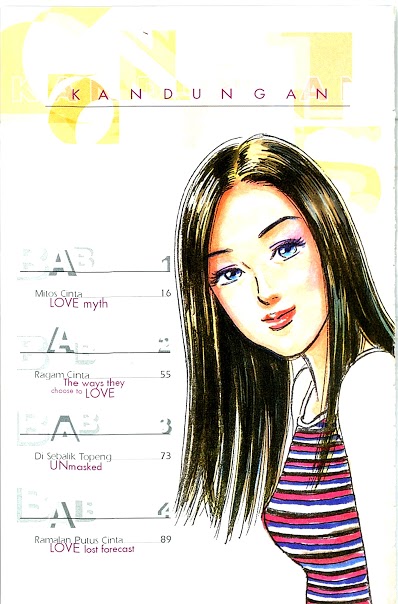 KANDUNGAN
BAB 1
Mitos Cinta 16
LOVE myth
BAB 2
Ragam Cinta 55
The ways they
choose to LOVE
BAB 3
Di Sebalik Topeng 73
UNmasked
BAB 4
Ramalan Putus Cinta 89
LOVE lost forecast